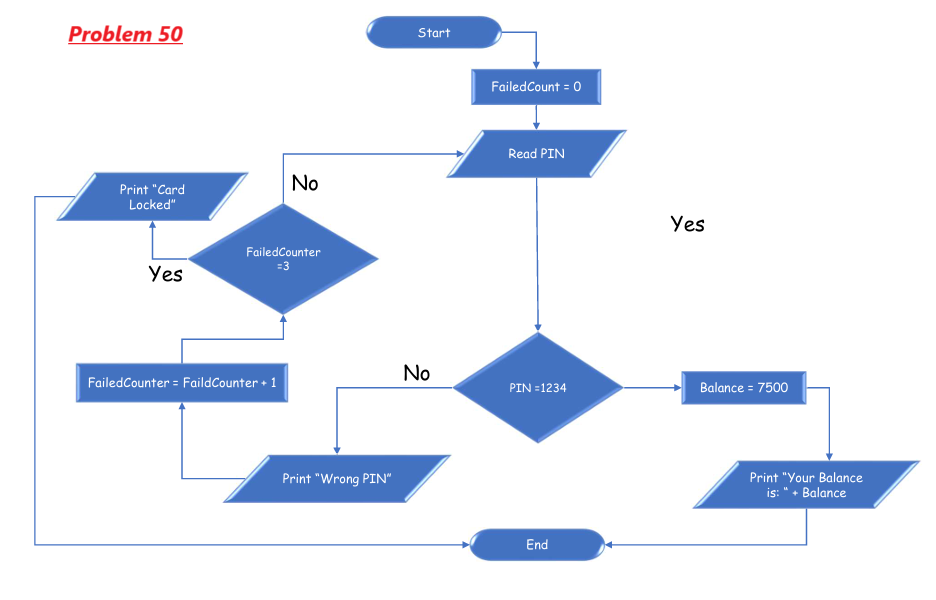 Problem 50
Start
FailedCount = 0
Read PIN
No
Print “Card
Locked”
Yes
FailedCounter
=3
Yes
FailedCounter = FaildCounter + 1
No
PIN =1234
Balance = 7500
Print “Wrong PIN”
Print “Your Balance
is: “ + Balance
End